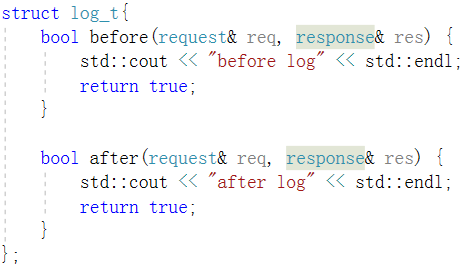 struct log_t{
    bool before(request& req, response& res) {
        std::cout << "before log" << std::endl;
        return true;
    }

    bool after(request& req, response& res) {
        std::cout << "after log" << std::endl;
        return true;
    }
};